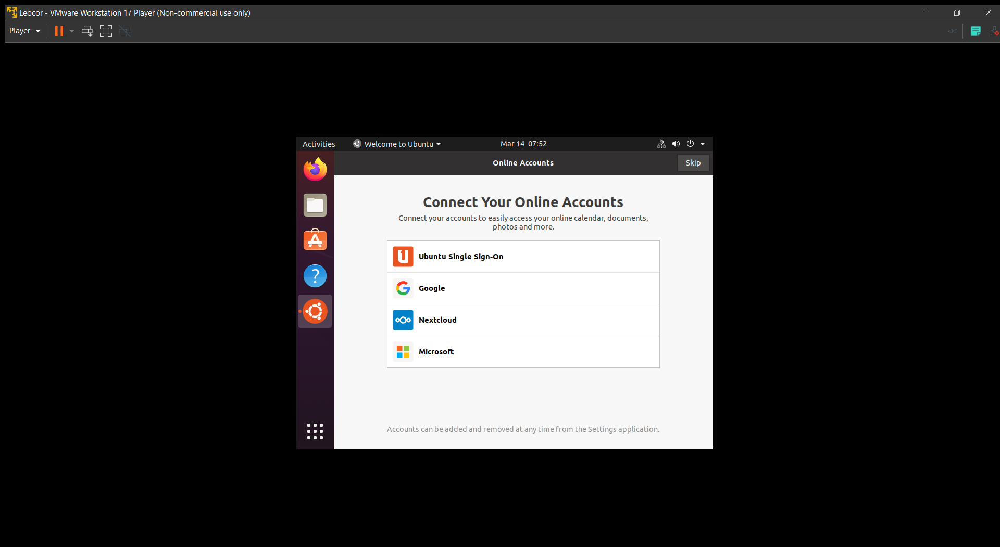 Leocor - VMware Workstation 17 Player (Non-commercial use only)
Player
Activities
Welcome to Ubuntu
Mar 14 07:52
Online Accounts
Skip
Connect Your Online Accounts
Connect your accounts to easily access your online calendar, documents,
photos and more.
Ubuntu Single Sign-On
Google
Nextcloud
Microsoft
Accounts can be added and removed at any time from the Settings application.